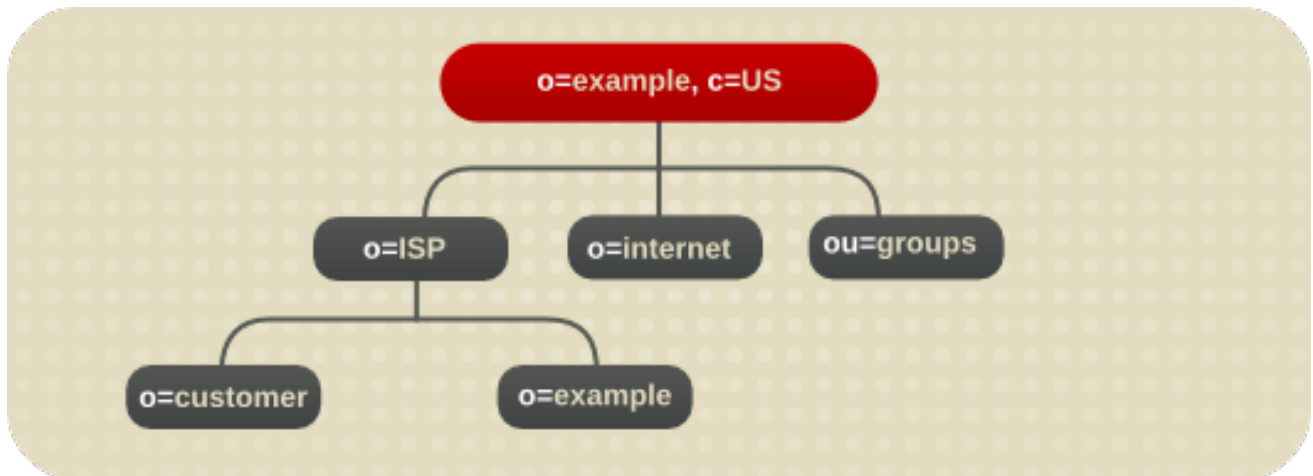 o=example, c=US
o=ISP
o=internet
ou=groups
o=customer
o=example